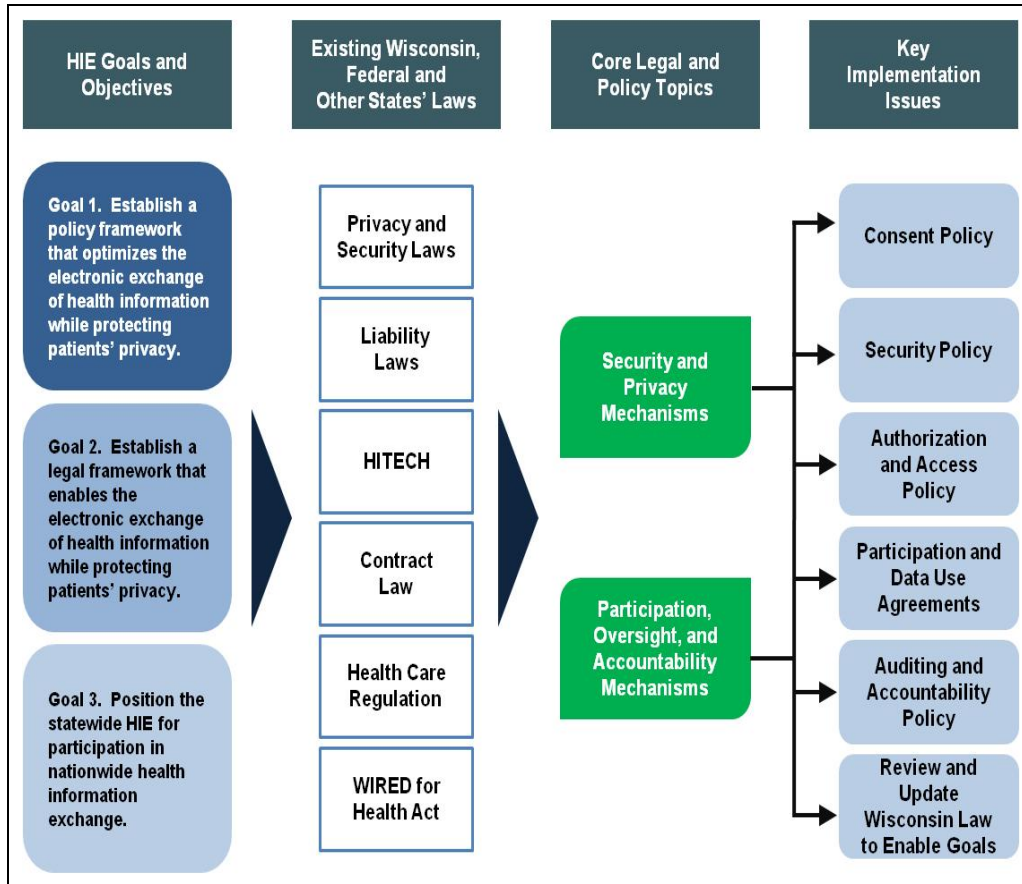 HIE Goals and
Objectives
Existing Wisconsin,
Federal and
Other States' Laws
Core Legal and
Policy Topics
Key
Implementation
Issues
Goal 1. Establish a
policy framework
that optimizes the
electronic exchange
of health information
while protecting
patients' privacy.
Goal 2. Establish a
legal framework that
enables the
electronic exchange
of health information
while protecting
patients' privacy.
Goal 3. Position the
statewide HIE for
participation in
nationwide health
information
exchange.
Privacy and
Security Laws
Liability
Laws
HITECH
Contract
Law
Health Care
Regulation
WIRED for
Health Act
Security and
Privacy
Mechanisms
Participation,
Oversight, and
Accountability
Mechanisms
Consent Policy
Security Policy
Authorization
and Access
Policy
Participation and
Data Use
Agreements
Auditing and
Accountability
Policy
Review and
Update
Wisconsin Law
to Enable Goals